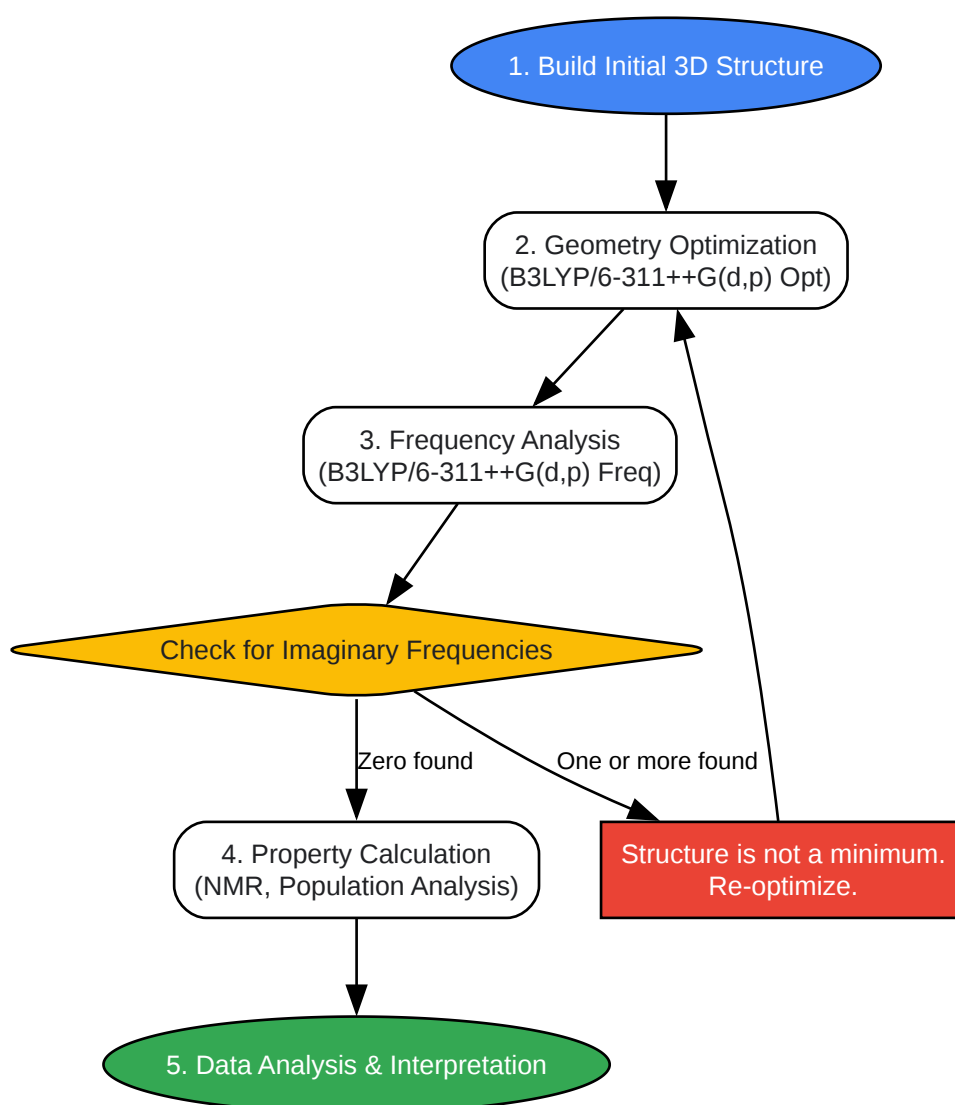 1. Build Initial 3D Structure
2. Geometry Optimization
(B3LYP/6-311++G(d,p) Opt)
3. Frequency Analysis
(B3LYP/6-311++G(d,p) Freq)
Check for Imaginary Frequencies
Zero found
One or more found
4. Property Calculation
(NMR, Population Analysis)
Structure is not a minimum.
Re-optimize.
5. Data Analysis & Interpretation